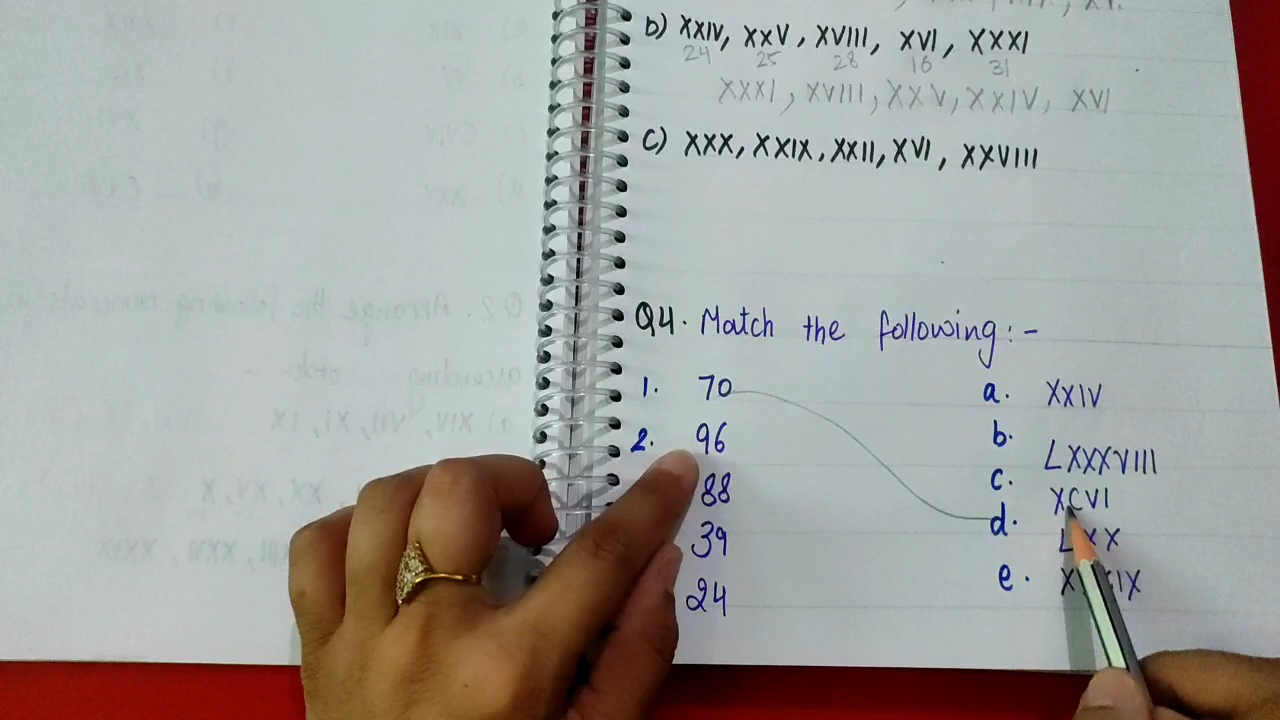 b) XXIV, XXV, XVIII, XVI, XXXI
24 25 28 16 31
XXXI, XVIII, XXV, XXIV, XVI
c) XXX, XXIX, XXII, XVI, XXVIII
Q4. Match the following:-
1. 70 a. XXIV
2. 96 b. LXXXVIII
88 c. XCVI
39 d. LXX
24 e.